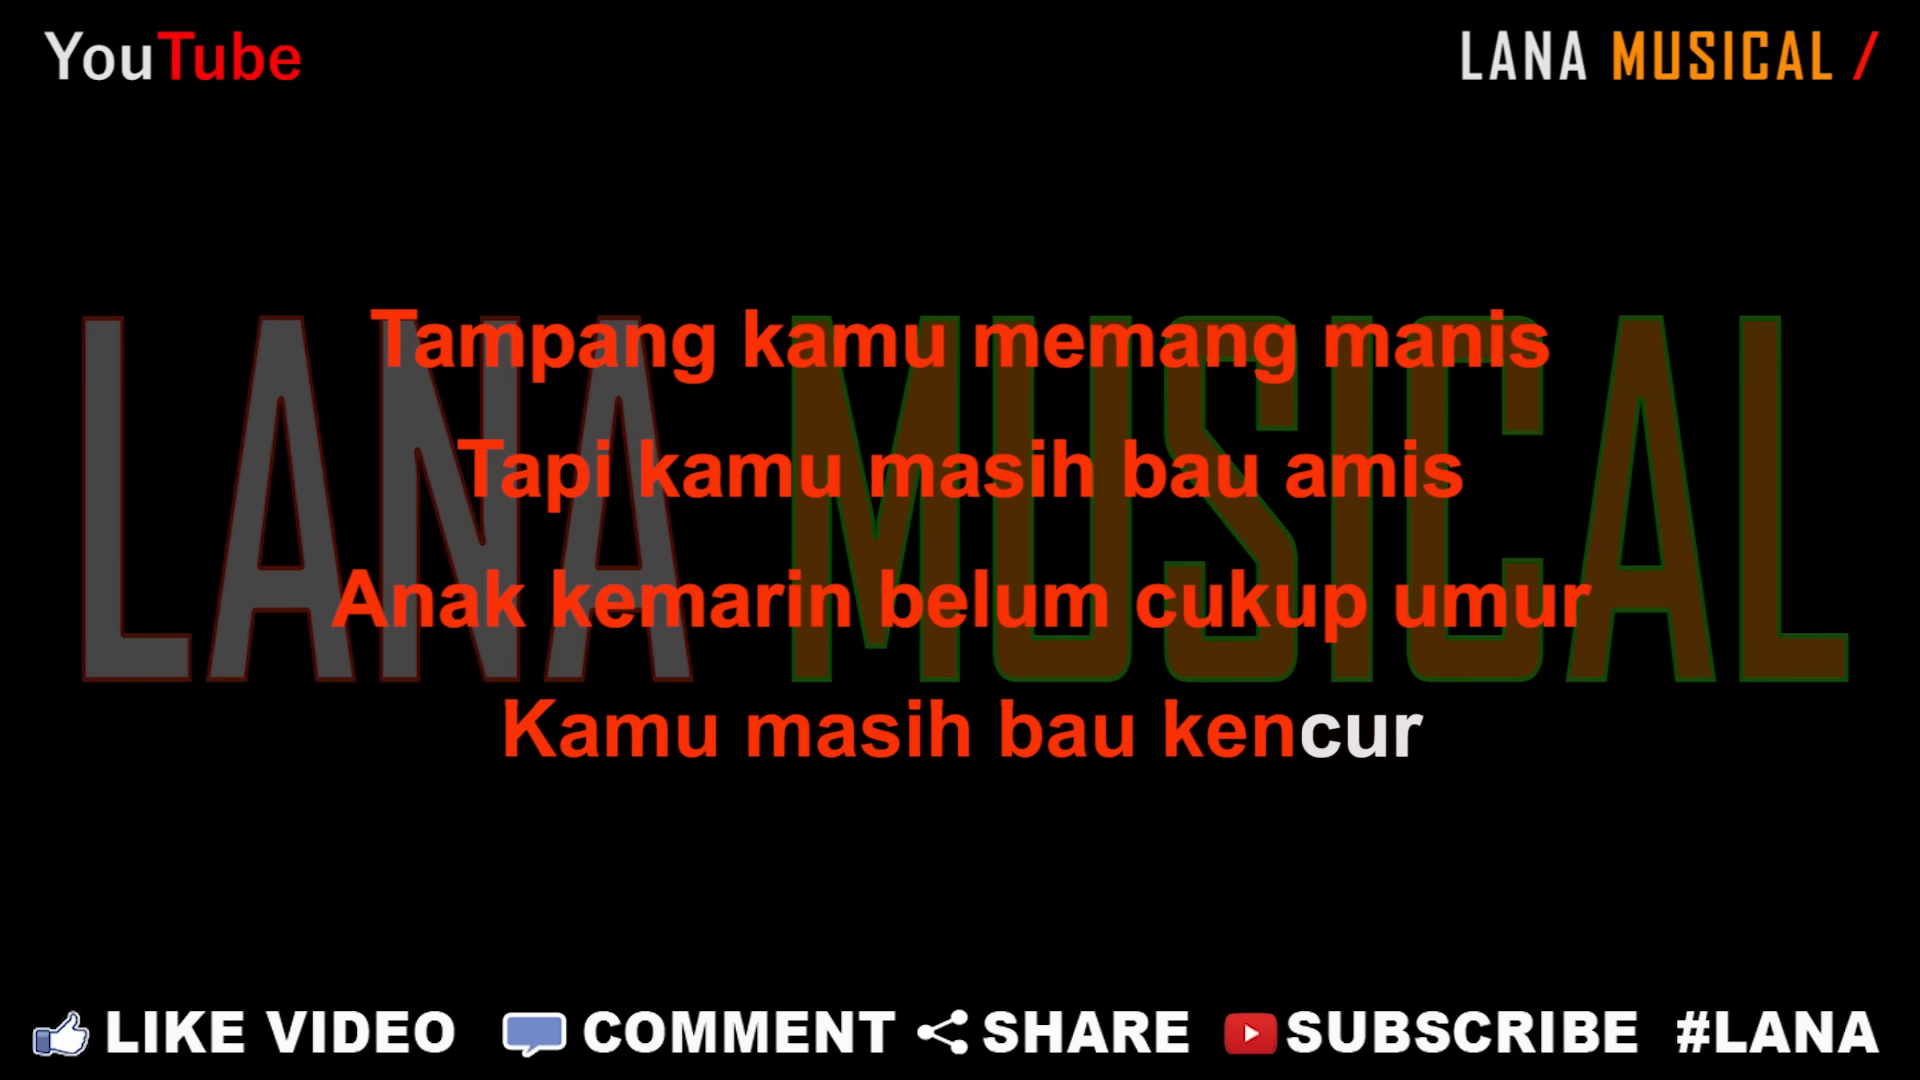 YouTube
LANA MUSICAL /
LANA MUSICAL
Tampang kamu memang manis
Tapi kamu masih bau amis
Anak kemarin belum cukup umur
Kamu masih bau kencur
LIKE VIDEO COMMENT SHARE SUBSCRIBE #LANA